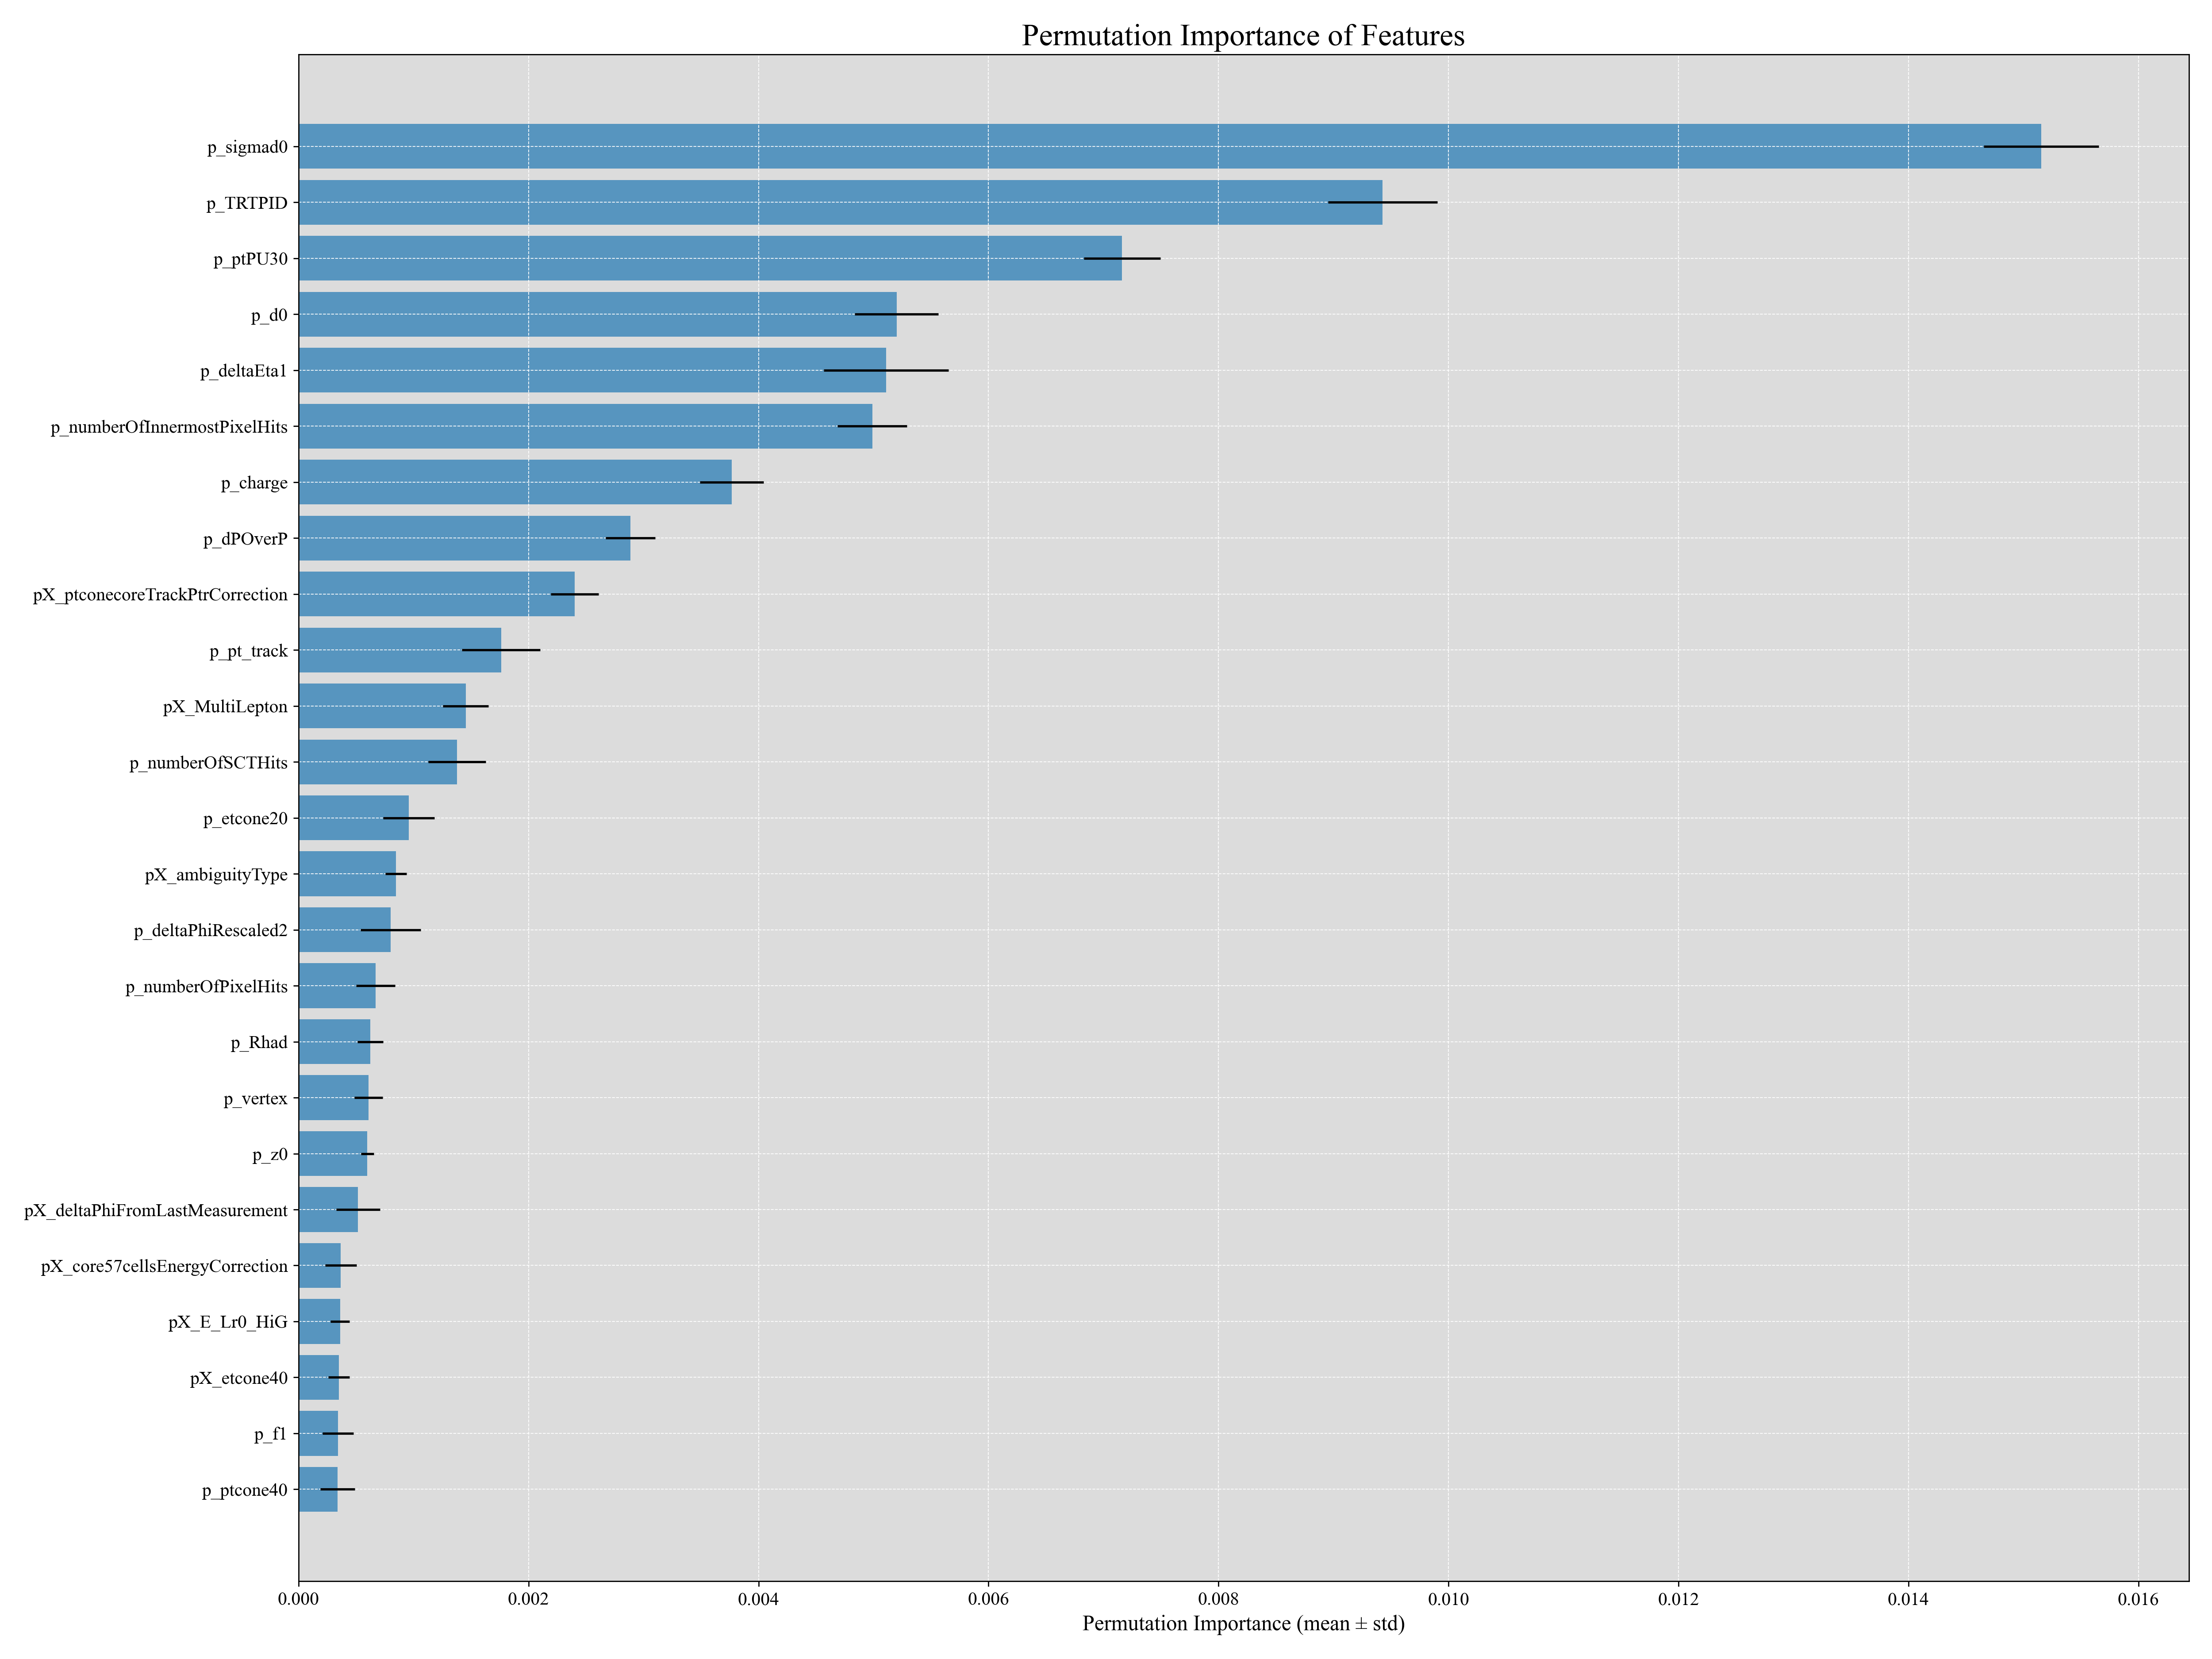 Permutation Importance of Features
p_sigmad0
p_TRTPID
p_ptPU30
p_d0
p_deltaEta1
p_numberOfInnermostPixelHits
p_charge
p_dPOverP
pX_ptconecoreTrackPtrCorrection
p_pt_track
pX_MultiLepton
p_numberOfSCTHits
p_etcone20
pX_ambiguityType
p_deltaPhiRescaled2
p_numberOfPixelHits
p_Rhad
p_vertex
p_z0
pX_deltaPhiFromLastMeasurement
pX_core57cellsEnergyCorrection
pX_E_Lr0_HiG
pX_etcone40
p_f1
p_ptcone40
0.000 0.002 0.004 0.006 0.008 0.010 0.012 0.014 0.016
Permutation Importance (mean ± std)